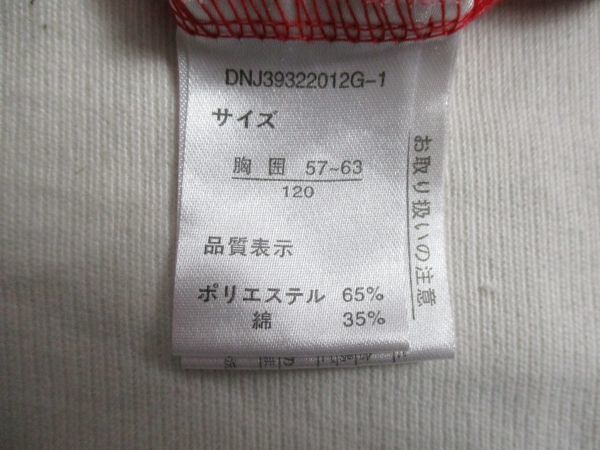 DNJ39322012G-1
サイズ
胸囲 57~63
120
品質表示
ポリエステル 65%
綿 35%
お取り扱いの注意